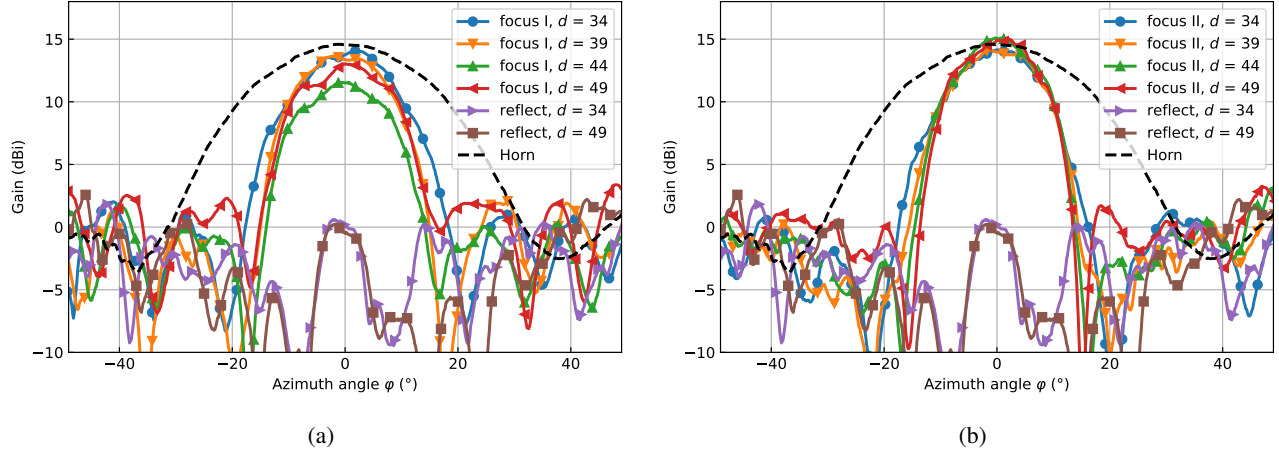 focus I, d = 34
focus I, d = 39
focus I, d = 44
focus I, d = 49
reflect, d = 34
reflect, d = 49
Horn
15
10
5
0
−5
−10
−40
−20
0
20
40
Gain (dBi)
Azimuth angle φ (°)
(a)
focus II, d = 34
focus II, d = 39
focus II, d = 44
focus II, d = 49
reflect, d = 34
reflect, d = 49
Horn
15
10
5
0
−5
−10
−40
−20
0
20
40
Gain (dBi)
Azimuth angle φ (°)
(b)